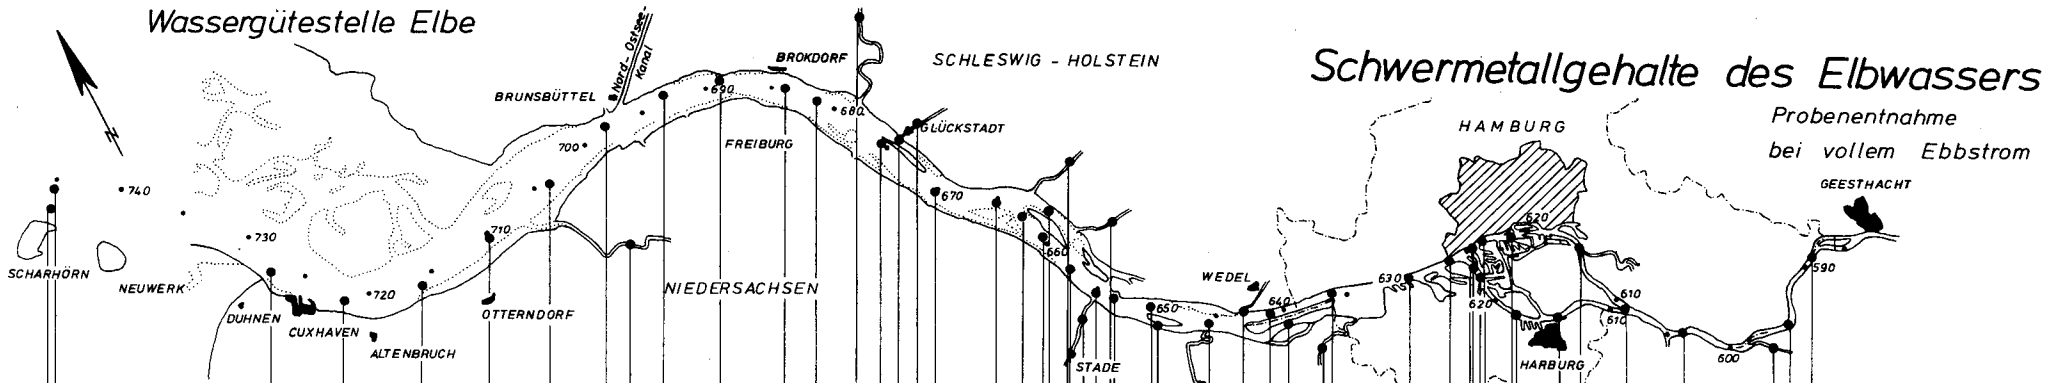 Wassergütestelle Elbe
Schwermetallgehalte des Elbwassers
Probenentnahme
bei vollem Ebbstrom
SCHLESWIG - HOLSTEIN
NIEDERSACHSEN
HAMBURG
Nord-Ostsee-
Kanal
BRUNSBÜTTEL
BROKDORF
FREIBURG
GLÜCKSTADT
SCHARHÖRN
NEUWERK
DUHNEN
CUXHAVEN
ALTENBRUCH
OTTERNDORF
STADE
WEDEL
HARBURG
GEESTHACHT
740
730
720
710
700
690
680
670
660
650
640
630
620
620
610
610
600
590